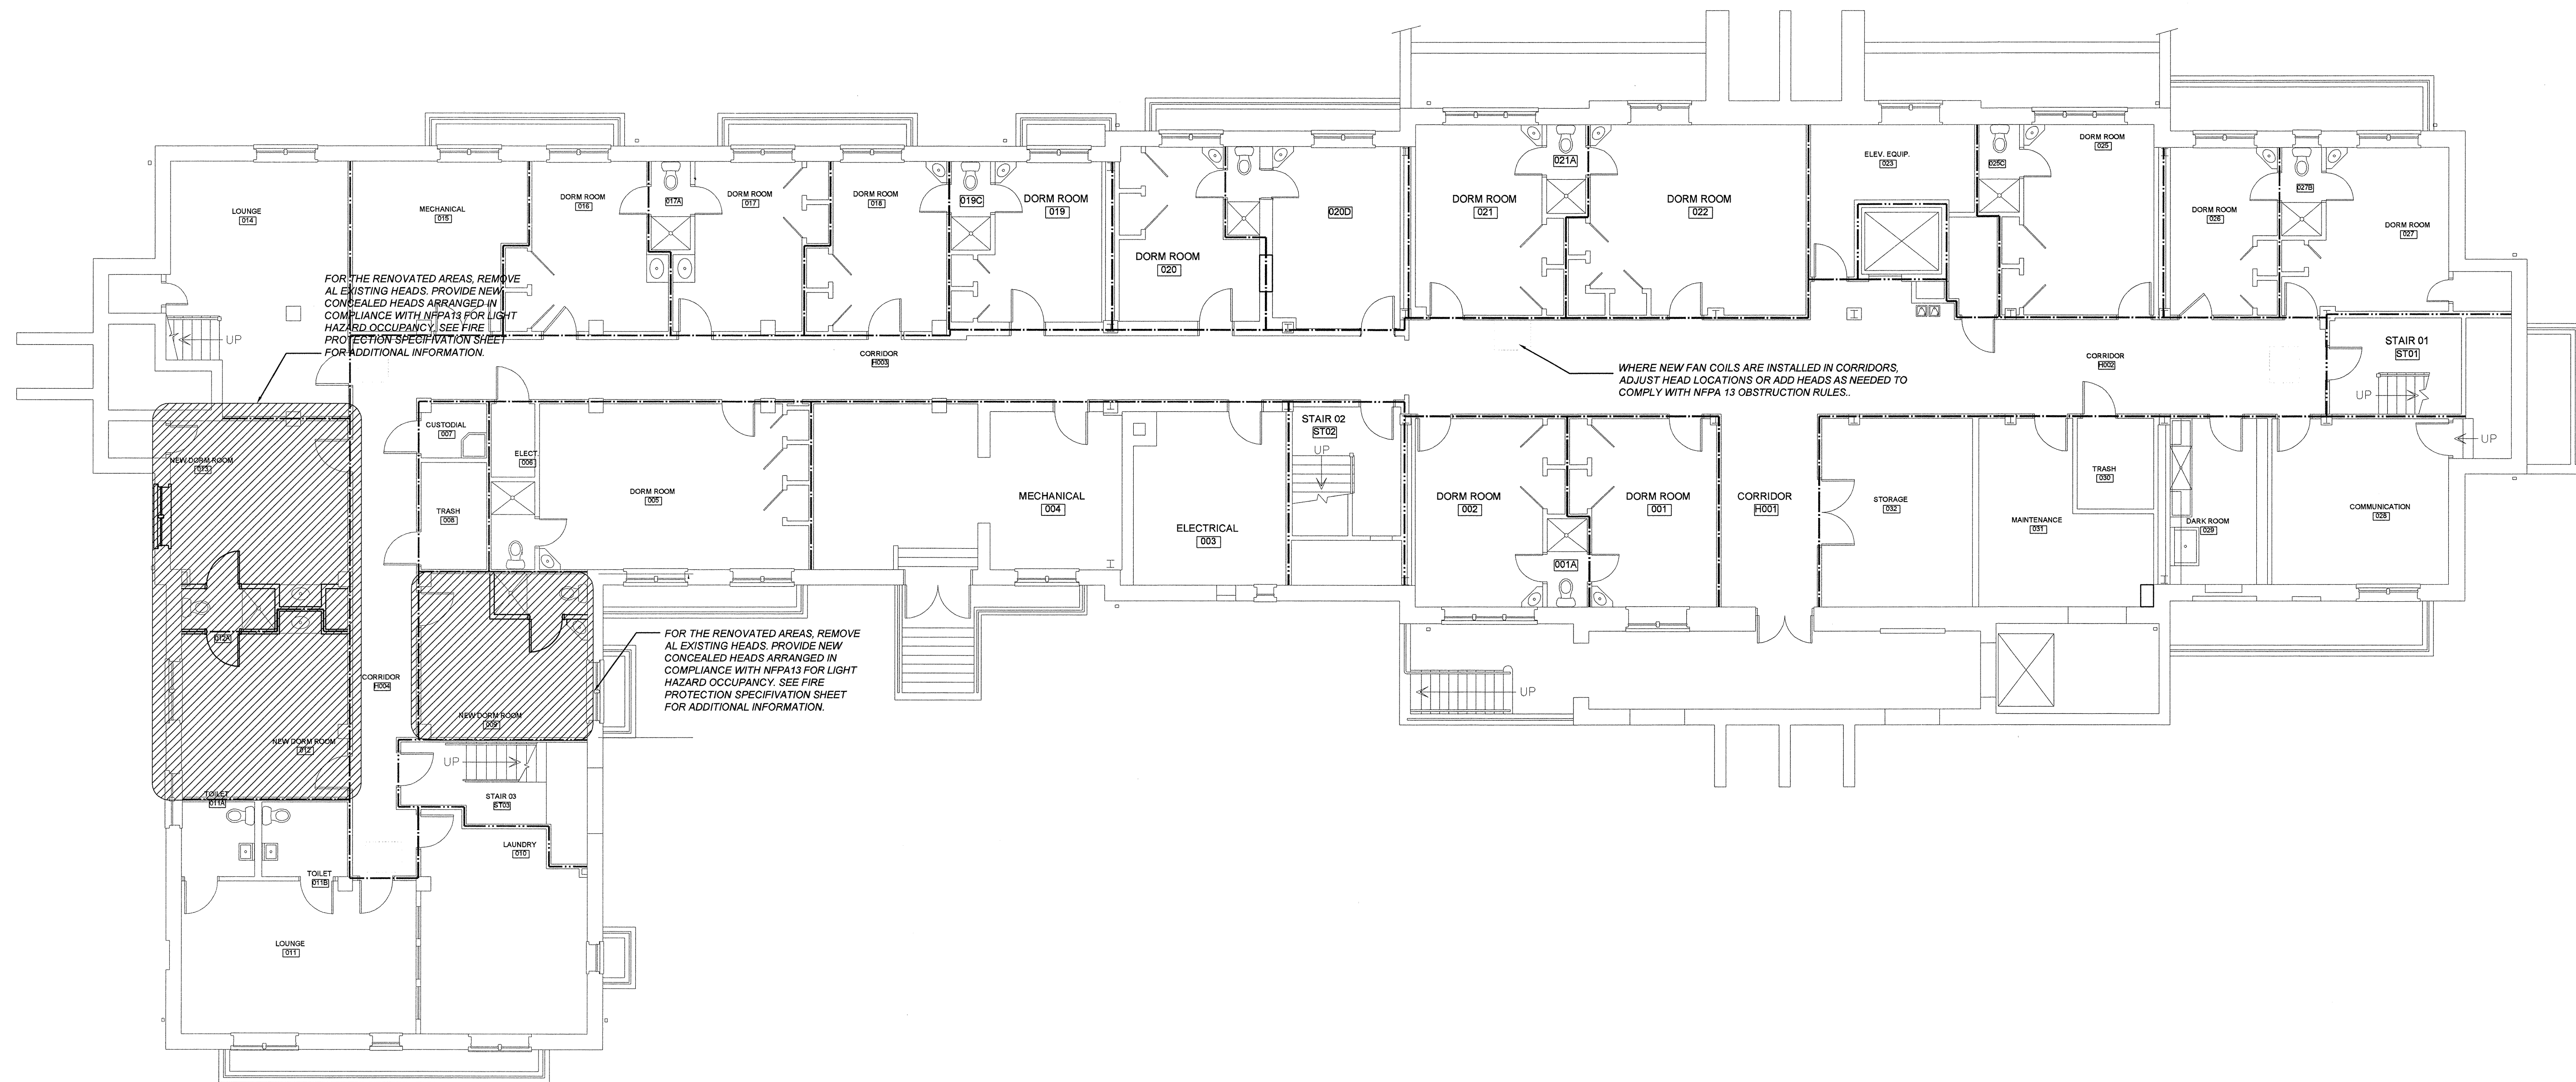 LOUNGE
014
MECHANICAL
015
DORM ROOM
016
017A
DORM ROOM
017
DORM ROOM
018
019C
DORM ROOM
019
DORM ROOM
020
020D
DORM ROOM
021
021A
DORM ROOM
022
ELEV. EQUIP.
023
025C
DORM ROOM
025
DORM ROOM
026
027B
DORM ROOM
027
FOR THE RENOVATED AREAS, REMOVE
AL EXISTING HEADS. PROVIDE NEW
CONCEALED HEADS ARRANGED IN
COMPLIANCE WITH NFPA13 FOR LIGHT
HAZARD OCCUPANCY. SEE FIRE
PROTECTION SPECIFIVATION SHEET
FOR ADDITIONAL INFORMATION.
UP
CORRIDOR
H003
WHERE NEW FAN COILS ARE INSTALLED IN CORRIDORS,
ADJUST HEAD LOCATIONS OR ADD HEADS AS NEEDED TO
COMPLY WITH NFPA 13 OBSTRUCTION RULES..
CORRIDOR
H002
STAIR 01
ST01
UP
UP
NEW DORM ROOM
013
CUSTODIAL
007
ELECT.
006
TRASH
008
DORM ROOM
005
MECHANICAL
004
ELECTRICAL
003
STAIR 02
ST02
UP
DORM ROOM
002
DORM ROOM
001
001A
CORRIDOR
H001
STORAGE
032
MAINTENANCE
031
TRASH
030
DARK ROOM
029
COMMUNICATION
028
012A
CORRIDOR
H004
NEW DORM ROOM
012
NEW DORM ROOM
009
FOR THE RENOVATED AREAS, REMOVE
AL EXISTING HEADS. PROVIDE NEW
CONCEALED HEADS ARRANGED IN
COMPLIANCE WITH NFPA13 FOR LIGHT
HAZARD OCCUPANCY. SEE FIRE
PROTECTION SPECIFIVATION SHEET
FOR ADDITIONAL INFORMATION.
UP
UP
STAIR 03
ST03
TOILET
011A
LAUNDRY
010
TOILET
011B
LOUNGE
011